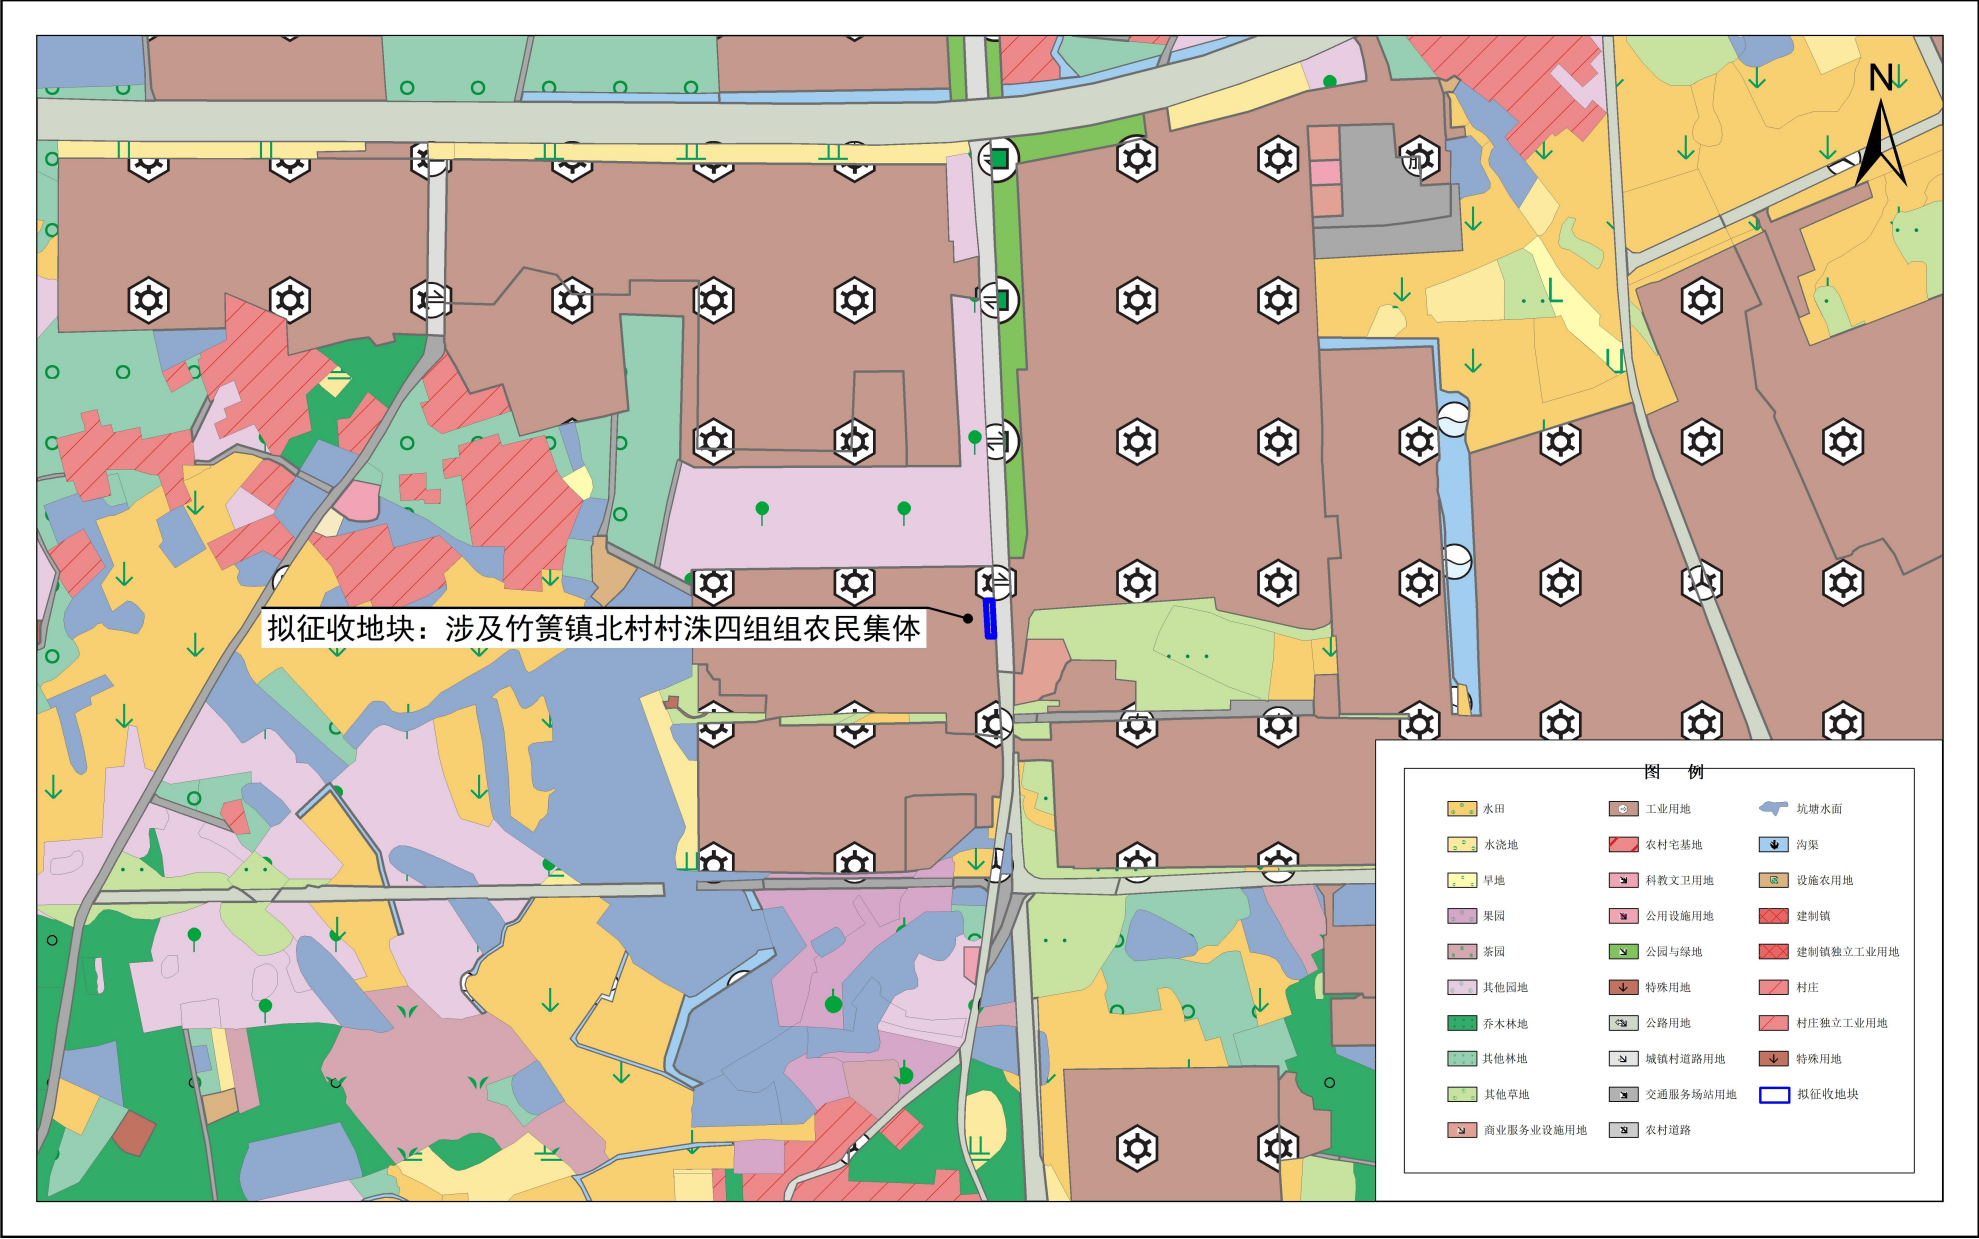 N
拟征收地块：涉及竹箦镇北村村洙四组组农民集体
图 例
水田
工业用地
坑塘水面
水浇地
农村宅基地
沟渠
旱地
科教文卫用地
设施农用地
果园
公用设施用地
建制镇
茶园
公园与绿地
建制镇独立工业用地
其他园地
特殊用地
村庄
乔木林地
公路用地
村庄独立工业用地
其他林地
城镇村道路用地
特殊用地
其他草地
交通服务场站用地
拟征收地块
商业服务业设施用地
农村道路